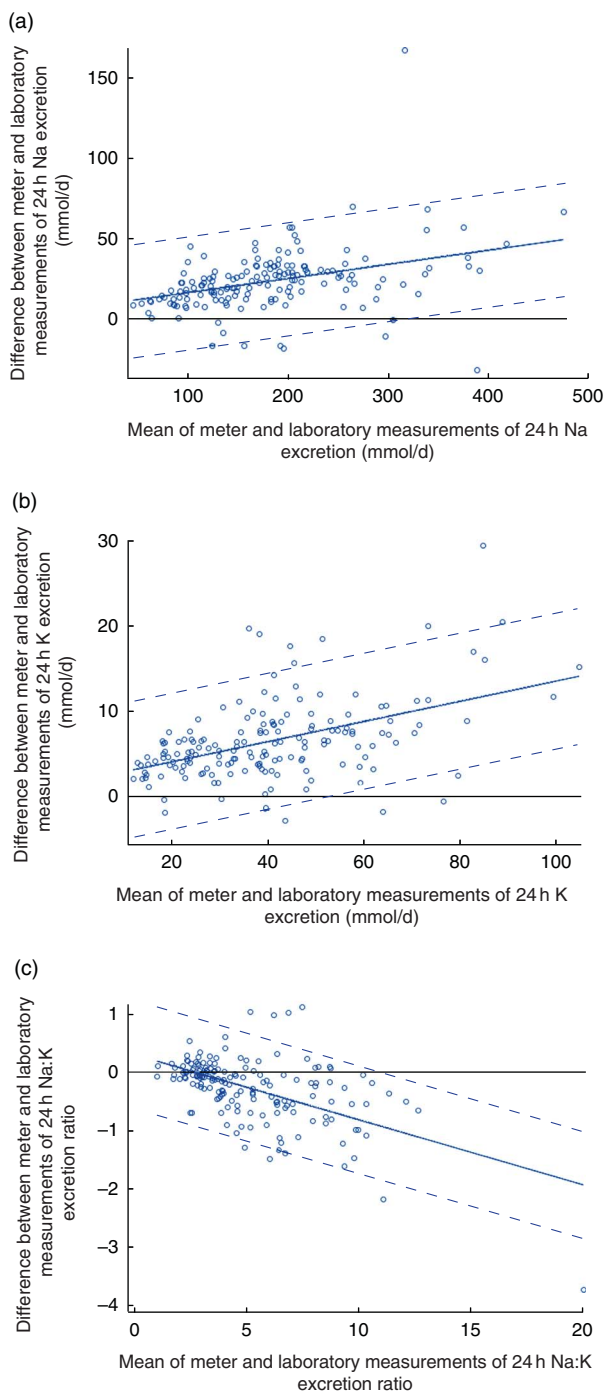 (a)
Difference between meter and laboratory
measurements of 24 h Na excretion
(mmol/d)
150
100
50
0
100
200
300
400
500
Mean of meter and laboratory measurements of 24 h Na
excretion (mmol/d)
(b)
Difference between meter and laboratory
measurements of 24 h K excretion
(mmol/d)
30
20
10
0
20
40
60
80
100
Mean of meter and laboratory measurements of 24 h K
excretion (mmol/d)
(c)
Difference between meter and laboratory
measurements of 24 h Na:K
excretion ratio
1
0
–1
–2
–3
–4
0
5
10
15
20
Mean of meter and laboratory measurements of 24 h Na:K
excretion ratio